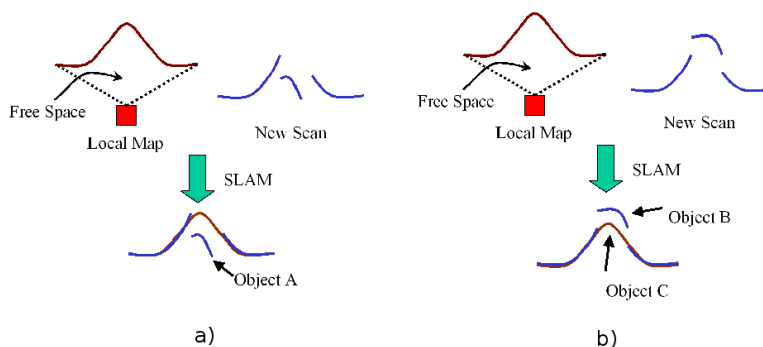 Free Space
Local Map
New Scan
SLAM
Object A
a)
Free Space
Local Map
New Scan
SLAM
Object B
Object C
b)